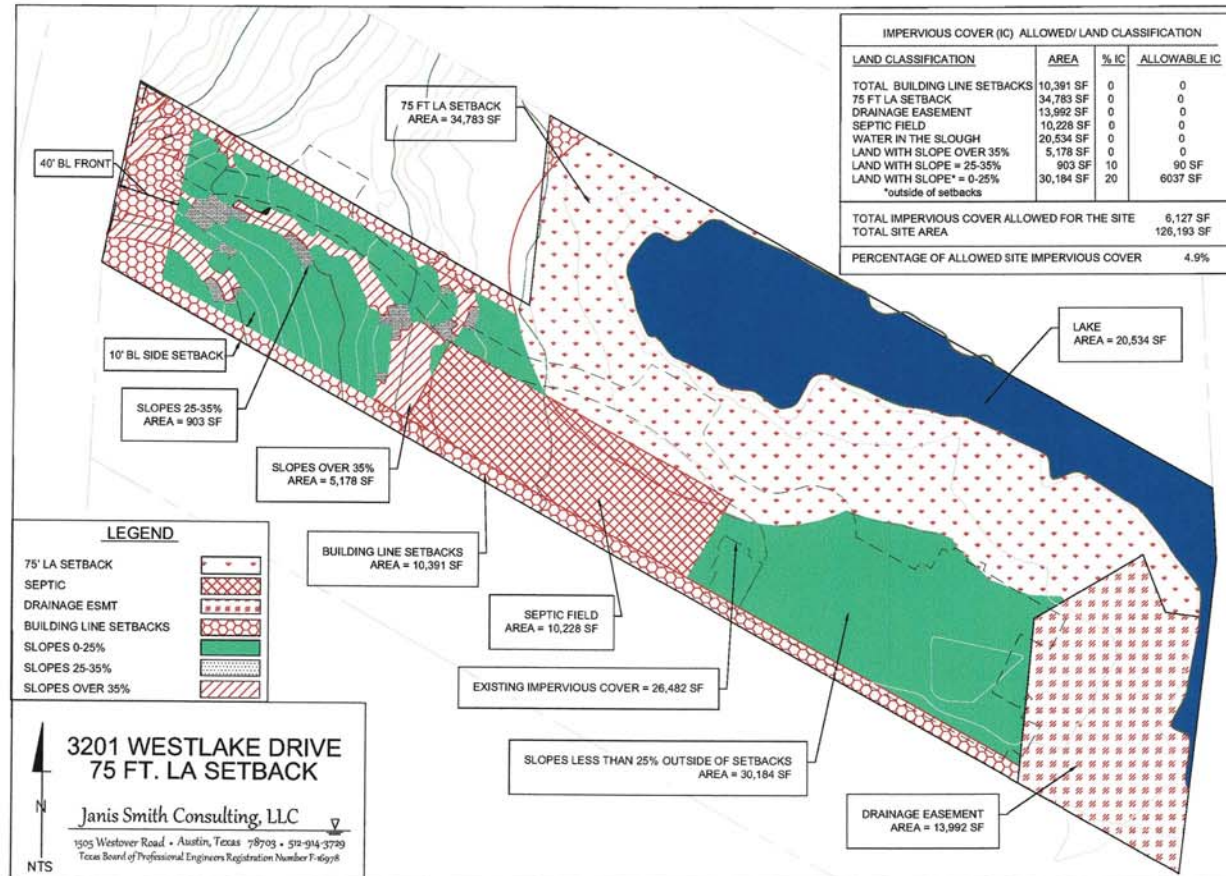 IMPERVIOUS COVER (IC) ALLOWED/ LAND CLASSIFICATION
LAND CLASSIFICATION AREA % IC ALLOWABLE IC
TOTAL BUILDING LINE SETBACKS 10,391 SF 0 0
75 FT LA SETBACK 34,783 SF 0 0
DRAINAGE EASEMENT 13,992 SF 0 0
SEPTIC FIELD 10,228 SF 0 0
WATER IN THE SLOUGH 20,534 SF 0 0
LAND WITH SLOPE OVER 35% 5,178 SF 0 0
LAND WITH SLOPE = 25-35% 903 SF 10 90 SF
LAND WITH SLOPE* = 0-25% 30,184 SF 20 6037 SF
*outside of setbacks
TOTAL IMPERVIOUS COVER ALLOWED FOR THE SITE 6,127 SF
TOTAL SITE AREA 126,193 SF
PERCENTAGE OF ALLOWED SITE IMPERVIOUS COVER 4.9%
75 FT LA SETBACK
AREA = 34,783 SF
40' BL FRONT
LAKE
AREA = 20,534 SF
10' BL SIDE SETBACK
SLOPES 25-35%
AREA = 903 SF
SLOPES OVER 35%
AREA = 5,178 SF
BUILDING LINE SETBACKS
AREA = 10,391 SF
SEPTIC FIELD
AREA = 10,228 SF
EXISTING IMPERVIOUS COVER = 26,482 SF
SLOPES LESS THAN 25% OUTSIDE OF SETBACKS
AREA = 30,184 SF
DRAINAGE EASEMENT
AREA = 13,992 SF
LEGEND
75' LA SETBACK
SEPTIC
DRAINAGE ESMT
BUILDING LINE SETBACKS
SLOPES 0-25%
SLOPES 25-35%
SLOPES OVER 35%
N
NTS
3201 WESTLAKE DRIVE
75 FT. LA SETBACK
Janis Smith Consulting, LLC
1505 Westover Road • Austin, Texas 78703 • 512-914-3729
Texas Board of Professional Engineers Registration Number F-16978